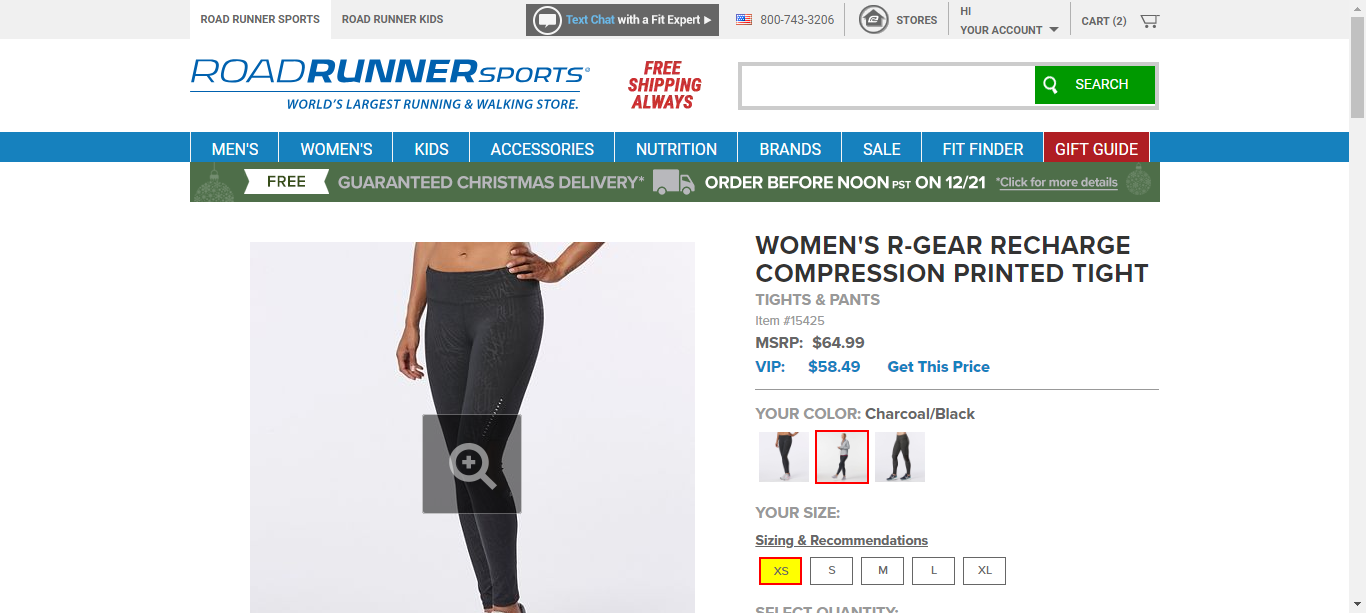 ROAD RUNNER SPORTS
ROAD RUNNER KIDS
Text Chat with a Fit Expert
800-743-3206
STORES
HI
YOUR ACCOUNT
CART (2)
ROADRUNNERSPORTS®
WORLD'S LARGEST RUNNING & WALKING STORE.
FREE
SHIPPING
ALWAYS
SEARCH
MEN'S
WOMEN'S
KIDS
ACCESSORIES
NUTRITION
BRANDS
SALE
FIT FINDER
GIFT GUIDE
FREE GUARANTEED CHRISTMAS DELIVERY* ORDER BEFORE NOON PST ON 12/21 *Click for more details
WOMEN'S R-GEAR RECHARGE
COMPRESSION PRINTED TIGHT
TIGHTS & PANTS
Item #15425
MSRP: $64.99
VIP: $58.49 Get This Price
YOUR COLOR: Charcoal/Black
YOUR SIZE:
Sizing & Recommendations
XS
S
M
L
XL
SELECT QUANTITY: